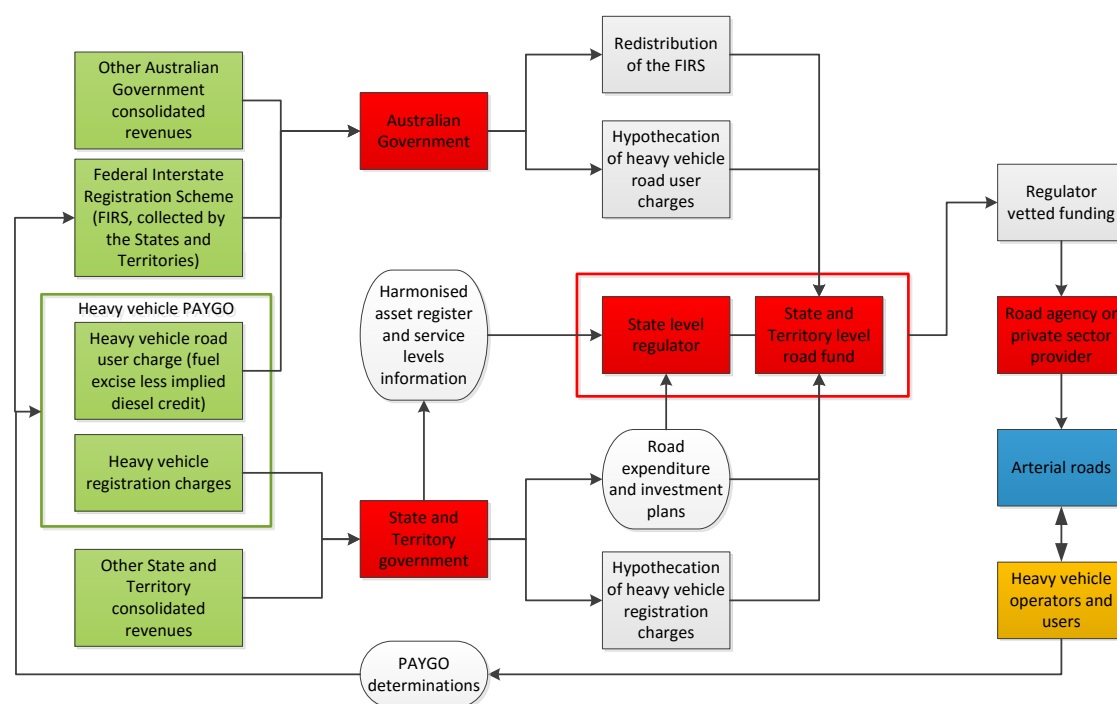 Other Australian
Government
consolidated
revenues
Federal Interstate
Registration Scheme
(FIRS, collected by
the States and
Territories)
Heavy vehicle PAYGO
Heavy vehicle road
user charge (fuel
excise less implied
diesel credit)
Heavy vehicle
registration charges
Other State and
Territory
consolidated
revenues
Australian
Government
Harmonised
asset register
and service
levels
information
State and
Territory
government
PAYGO
determinations
Redistribution
of the FIRS
Hypothecation
of heavy vehicle
road user
charges
State level
regulator
State and
Territory level
road fund
Road
expenditure
and investment
plans
Hypothecation
of heavy vehicle
registration
charges
Regulator
vetted funding
Road agency or
private sector
provider
Arterial roads
Heavy vehicle
operators and
users